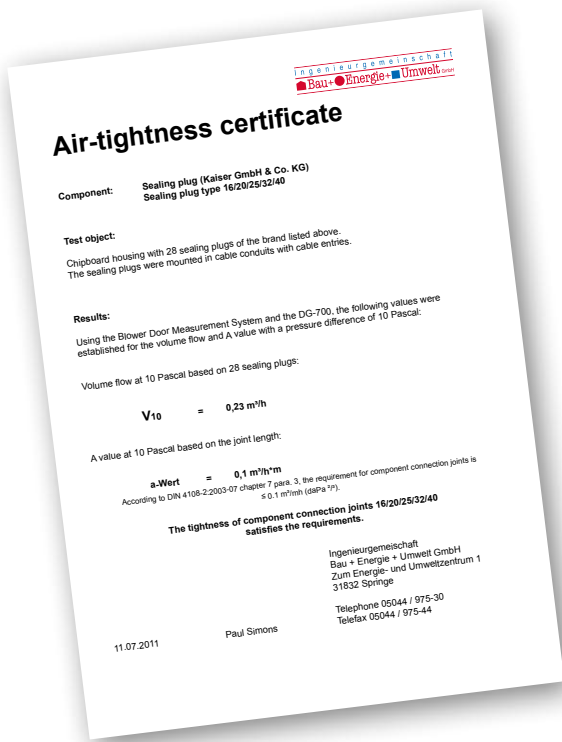 Ingenieurgemeinschaft
Bau+Energie+Umwelt GmbH
Air-tightness certificate
Component: Sealing plug (Kaiser GmbH & Co. KG)
Sealing plug type 16/20/25/32/40
Test object:
Chipboard housing with 28 sealing plugs of the brand listed above.
The sealing plugs were mounted in cable conduits with cable entries.
Results:
Using the Blower Door Measurement System and the DG-700, the following values were
established for the volume flow and A value with a pressure difference of 10 Pascal:
Volume flow at 10 Pascal based on 28 sealing plugs:
V10 = 0,23 m³/h
A value at 10 Pascal based on the joint length:
a-Wert = 0,1 m³/h*m
According to DIN 4108-2:2003-07 chapter 7 para. 3, the requirement for component connection joints is
≤ 0.1 m³/mh (daPa ²/³).
The tightness of component connection joints 16/20/25/32/40
satisfies the requirements.
Ingenieurgemeischaft
Bau + Energie + Umwelt GmbH
Zum Energie- und Umweltzentrum 1
31832 Springe
Telephone 05044 / 975-30
Telefax 05044 / 975-44
11.07.2011 Paul Simons